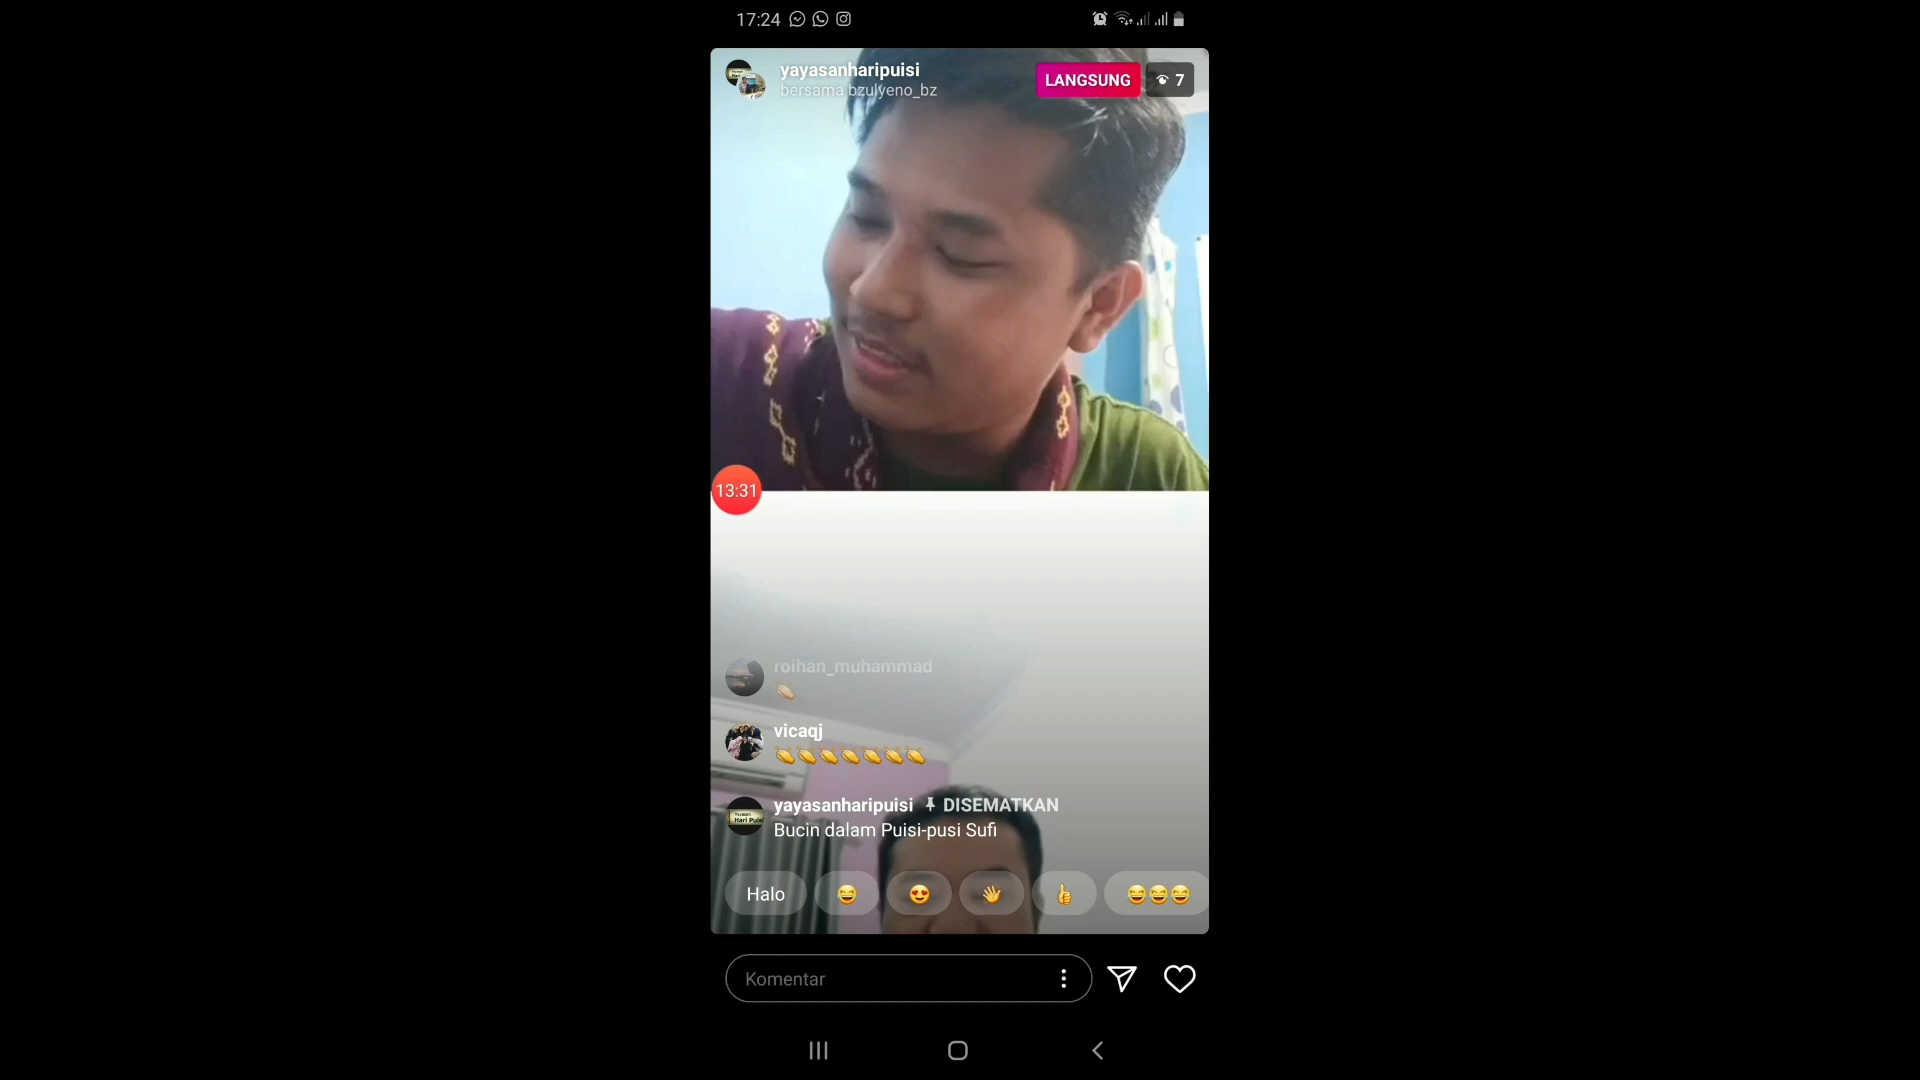 17:24
yayasanharipuisi
bersama bzulyeno_bz
LANGSUNG
7
13:31
roihan_muhammad
vicaqj
yayasanharipuisi DISEMATKAN
Bucin dalam Puisi-pusi Sufi
Halo
Komentar